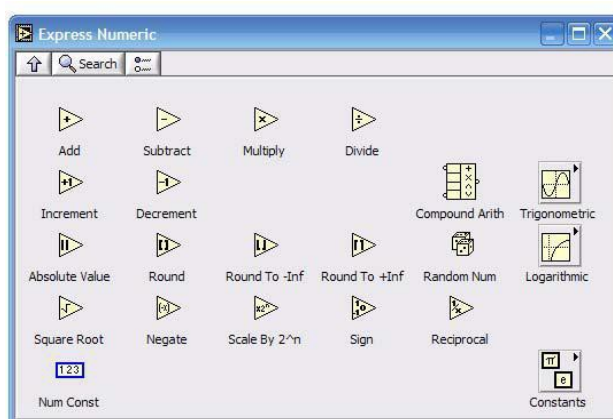 Express Numeric
Search
Add Subtract Multiply Divide
Increment Decrement Compound Arith Trigonometric
Absolute Value Round Round To -Inf Round To +Inf Random Num Logarithmic
Square Root Negate Scale By 2^n Sign Reciprocal
123
Num Const Constants